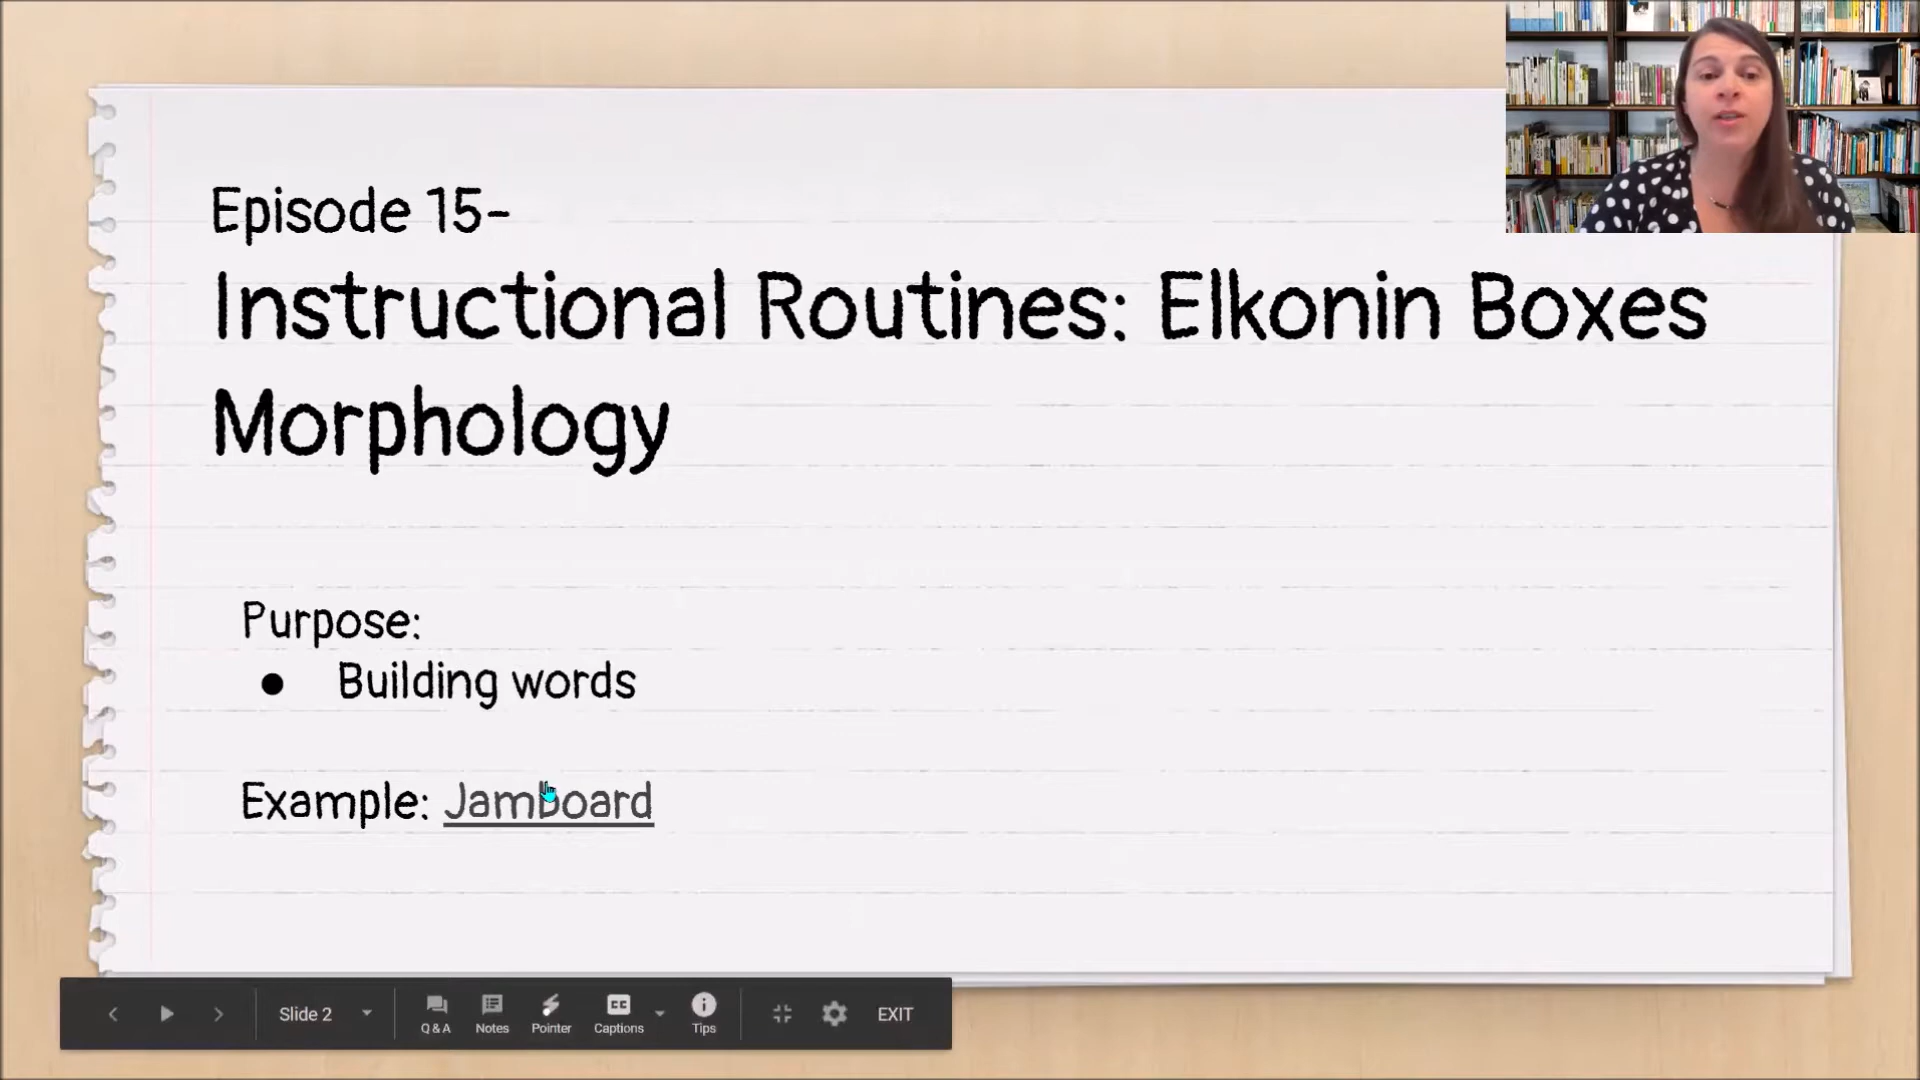 Episode 15-
Instructional Routines: Elkonin Boxes
Morphology
Purpose:
● Building words
Example: JamBoard
Slide 2
Q & A
Notes
Pointer
Captions
Tips
EXIT